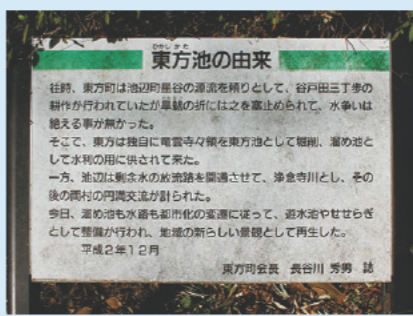 ひがしかた
東方池の由来
往時、東方町は池辺町星谷の源流を頼りとして、谷戸田三丁歩の
耕作が行われていたが旱魃の折には之を塞止められて、水争いは
絶える事が無かった。
そこで、東方は独自に竜雲寺々領を東方池として堀削、溜め池と
して水利の用に供されて来た。
一方、池辺は剰余水の放流路を開通させて、浄念寺川とし、その
後の両村の円満交流が計られた。
今日、溜め池も水路も都市化の変還に従って、遊水池やせせらぎ
として整備が行われ、地域の新らしい景観として再生した。
平成2年12月
東方町会長 長谷川 秀男 誌